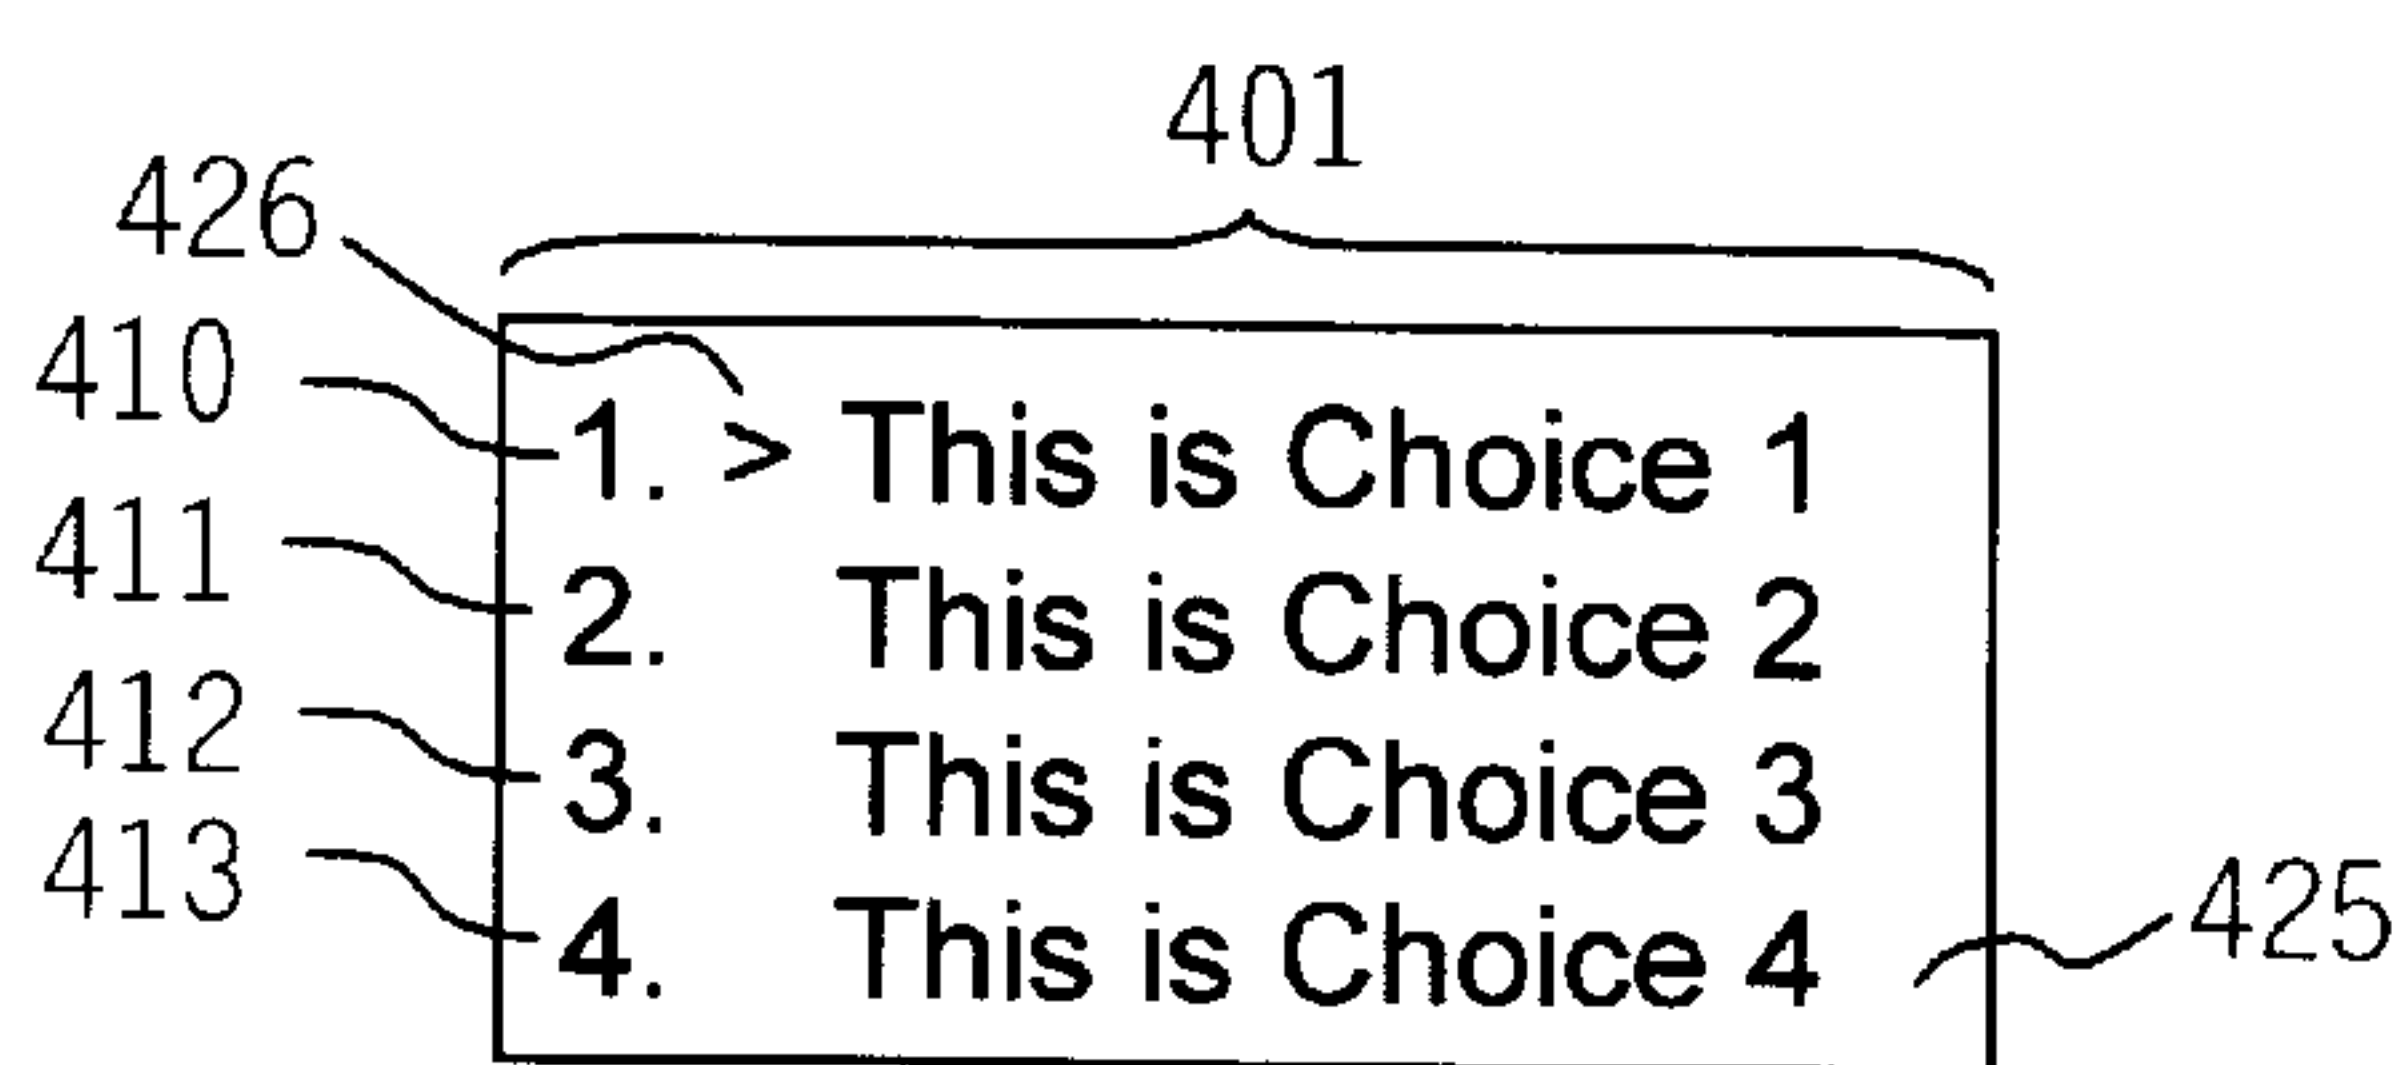 401
426
410
1. > This is Choice 1
411
2. This is Choice 2
412
3. This is Choice 3
413
4. This is Choice 4
425